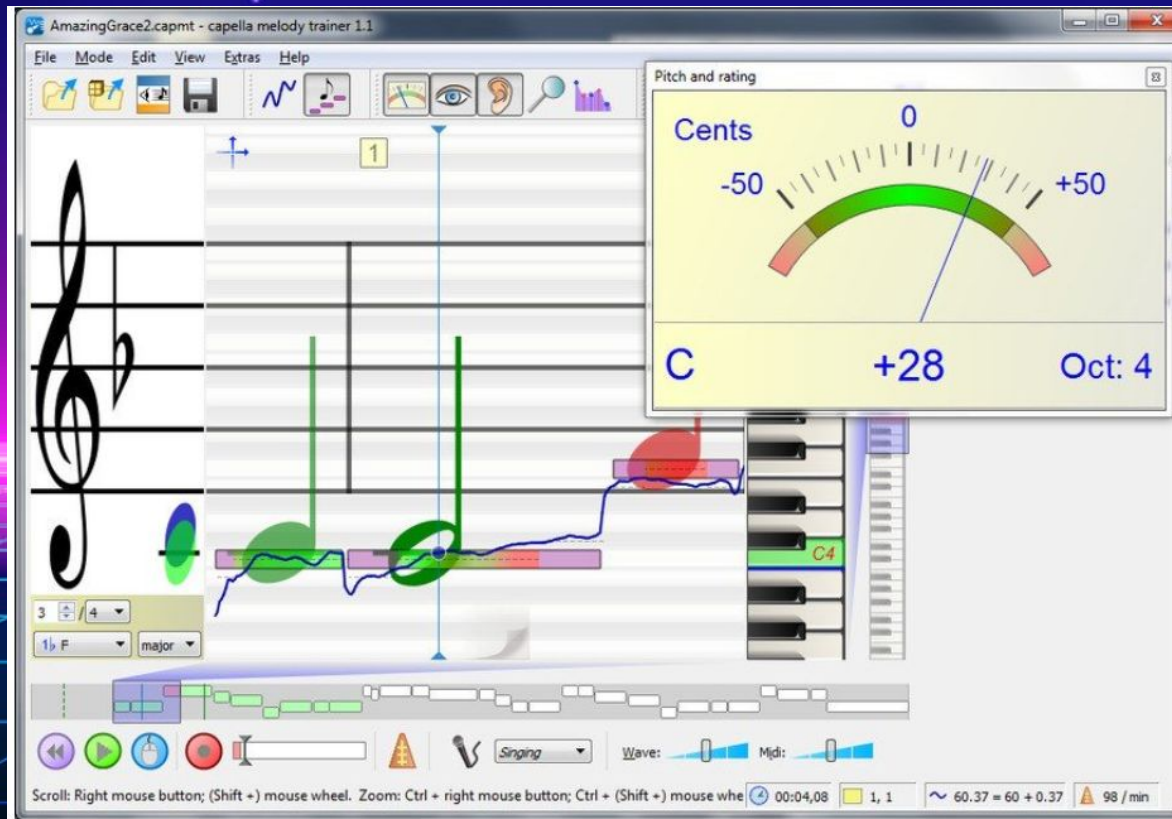 AmazingGrace2.capmt - capella melody trainer 1.1
File Mode Edit View Extras Help
Pitch and rating
Cents
0
-50
+50
C +28 Oct: 4
1
C4
3 / 4
1♭ F major
Singing Wave: Midi:
Scroll: Right mouse button; (Shift +) mouse wheel. Zoom: Ctrl + right mouse button; Ctrl + (Shift +) mouse whe 00:04,08 1, 1 60.37 = 60 + 0.37 98 / min